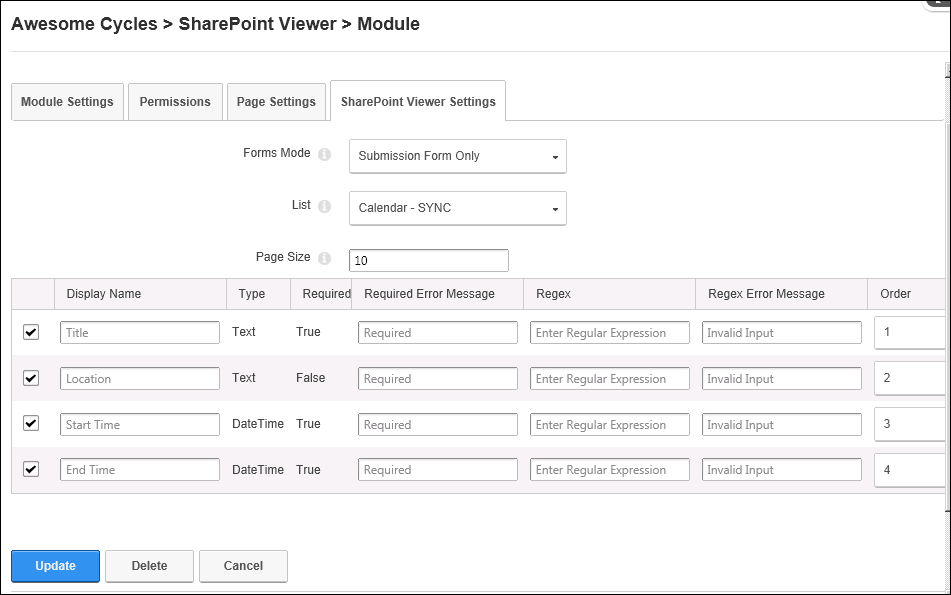 Awesome Cycles > SharePoint Viewer > Module
Module Settings Permissions Page Settings SharePoint Viewer Settings
Forms Mode Submission Form Only
List Calendar - SYNC
Page Size 10
Display Name Type Required Required Error Message Regex Regex Error Message Order
Title Text True Required Enter Regular Expression Invalid Input 1
Location Text False Required Enter Regular Expression Invalid Input 2
Start Time DateTime True Required Enter Regular Expression Invalid Input 3
End Time DateTime True Required Enter Regular Expression Invalid Input 4
Update Delete Cancel